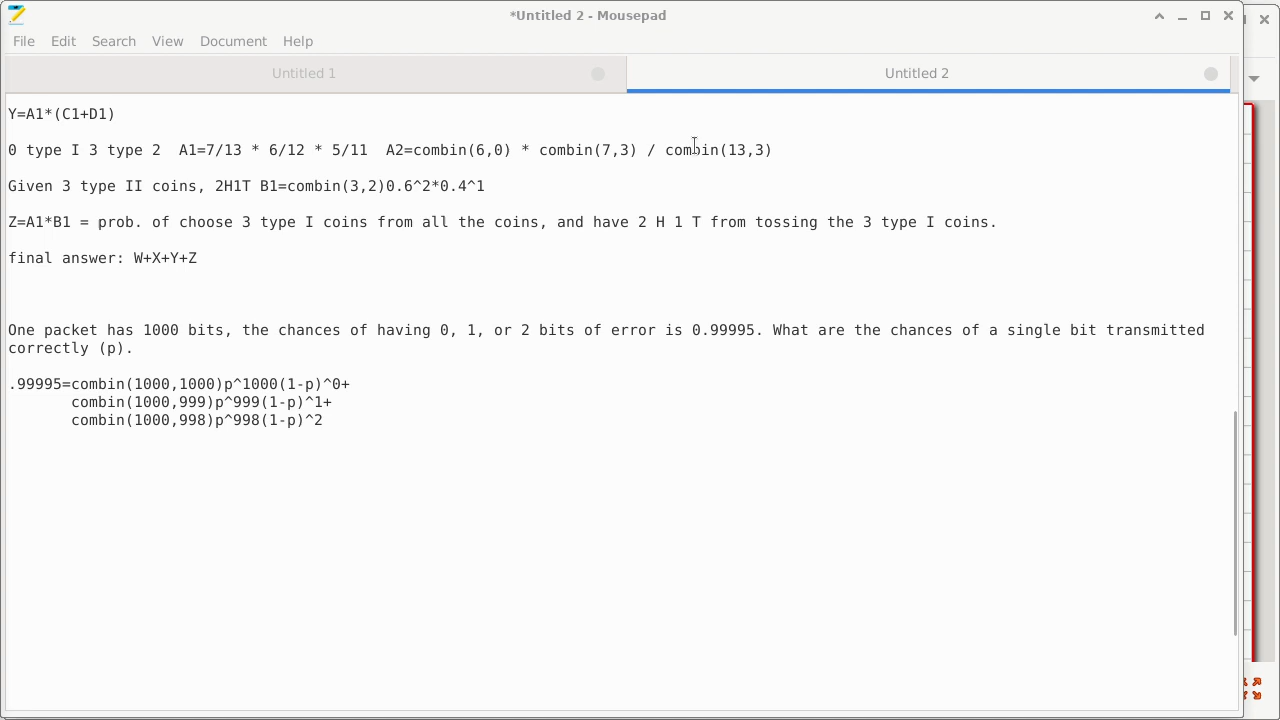 *Untitled 2 - Mousepad
File Edit Search View Document Help
Untitled 1 Untitled 2
Y=A1*(C1+D1)
0 type I 3 type 2  A1=7/13 * 6/12 * 5/11  A2=combin(6,0) * combin(7,3) / combin(13,3)
Given 3 type II coins, 2H1T B1=combin(3,2)0.6^2*0.4^1
Z=A1*B1 = prob. of choose 3 type I coins from all the coins, and have 2 H 1 T from tossing the 3 type I coins.
final answer: W+X+Y+Z
One packet has 1000 bits, the chances of having 0, 1, or 2 bits of error is 0.99995. What are the chances of a single bit transmitted
correctly (p).
.99995=combin(1000,1000)p^1000(1-p)^0+
combin(1000,999)p^999(1-p)^1+
combin(1000,998)p^998(1-p)^2